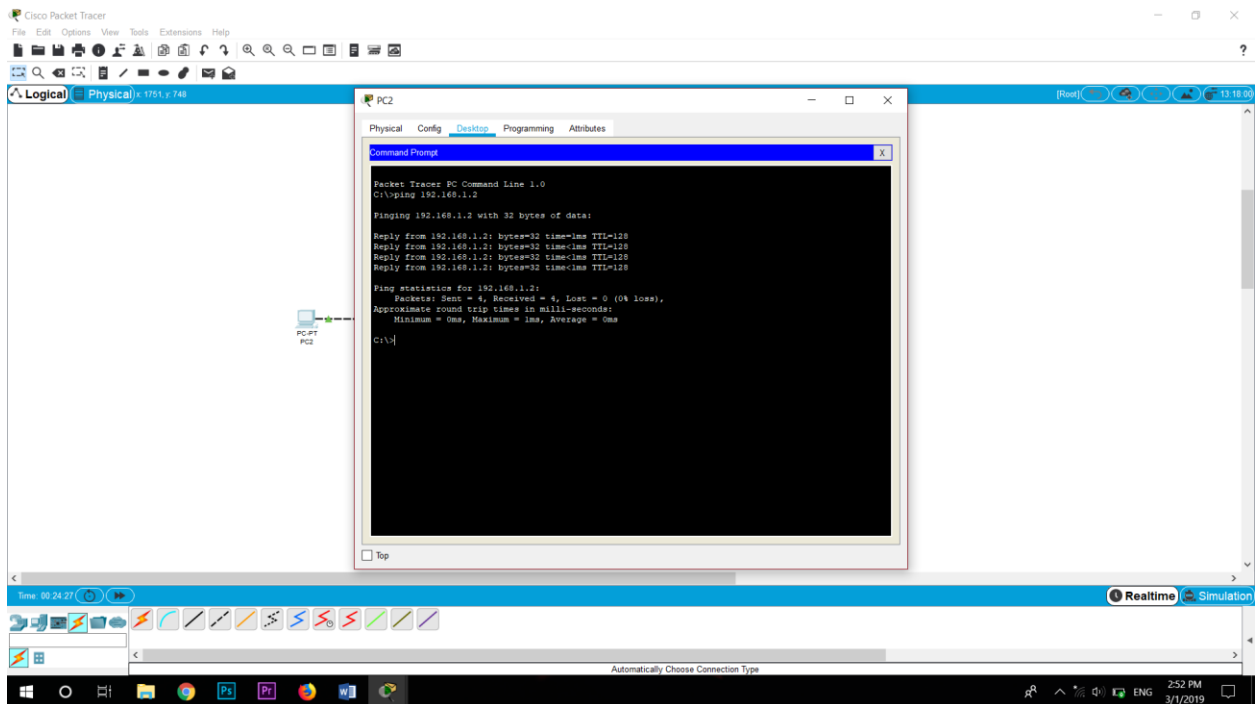 Cisco Packet Tracer
File Edit Options View Tools Extensions Help
?
Logical Physical x: 1751, y: 748
[Root] 13:18:00
PC2
Physical Config Desktop Programming Attributes
Command Prompt X
Packet Tracer PC Command Line 1.0
C:\>ping 192.168.1.2
Pinging 192.168.1.2 with 32 bytes of data:
Reply from 192.168.1.2: bytes=32 time=1ms TTL=128
Reply from 192.168.1.2: bytes=32 time<1ms TTL=128
Reply from 192.168.1.2: bytes=32 time<1ms TTL=128
Reply from 192.168.1.2: bytes=32 time<1ms TTL=128
Ping statistics for 192.168.1.2:
Packets: Sent = 4, Received = 4, Lost = 0 (0% loss),
Approximate round trip times in milli-seconds:
Minimum = 0ms, Maximum = 1ms, Average = 0ms
C:\>
PC-PT
PC2
Top
Time: 00:24:27
Realtime Simulation
Automatically Choose Connection Type
Ps Pr W
ENG
2:52 PM
3/1/2019